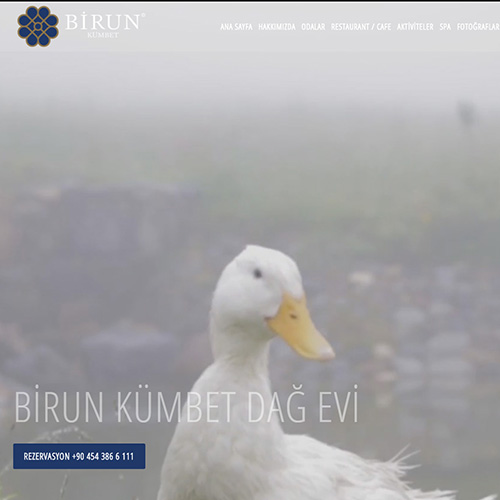 BİRUN®
KÜMBET
ANA SAYFA HAKKIMIZDA ODALAR RESTAURANT / CAFE AKTİVİTELER SPA FOTOĞRAFLAR
BİRUN KÜMBET DAĞ EVİ
REZERVASYON +90 454 386 6 111